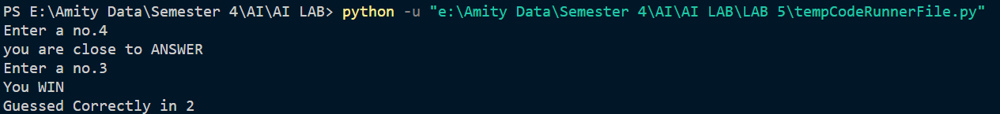 PS E:\Amity Data\Semester 4\AI\AI LAB> python -u "e:\Amity Data\Semester 4\AI\AI LAB\LAB 5\tempCodeRunnerFile.py"
Enter a no.4
you are close to ANSWER
Enter a no.3
You WIN
Guessed Correctly in 2